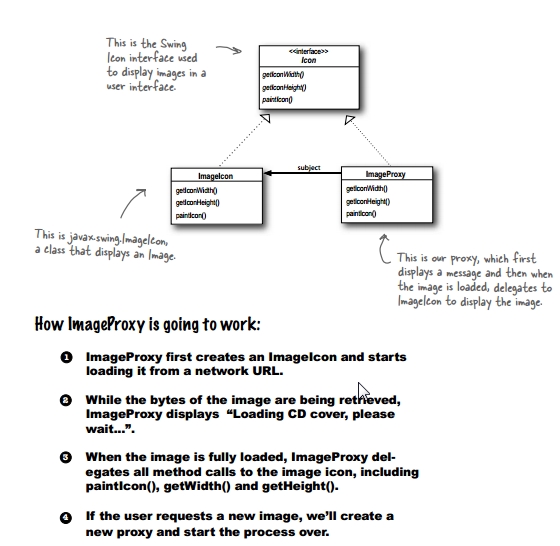 This is the Swing
Icon interface used
to display images in a
user interface.
<<interface>>
Icon
getIconWidth()
getIconHeight()
paintIcon()
ImageIcon
getIconWidth()
getIconHeight()
paintIcon()
subject
ImageProxy
getIconWidth()
getIconHeight()
paintIcon()
This is javax.swing.ImageIcon,
a class that displays an Image.
This is our proxy, which first
displays a message and then when
the image is loaded, delegates to
ImageIcon to display the image.
How ImageProxy is going to work:
1 ImageProxy first creates an ImageIcon and starts
loading it from a network URL.
2 While the bytes of the image are being retrieved,
ImageProxy displays “Loading CD cover, please
wait...”.
3 When the image is fully loaded, ImageProxy del-
egates all method calls to the image icon, including
paintIcon(), getWidth() and getHeight().
4 If the user requests a new image, we’ll create a
new proxy and start the process over.